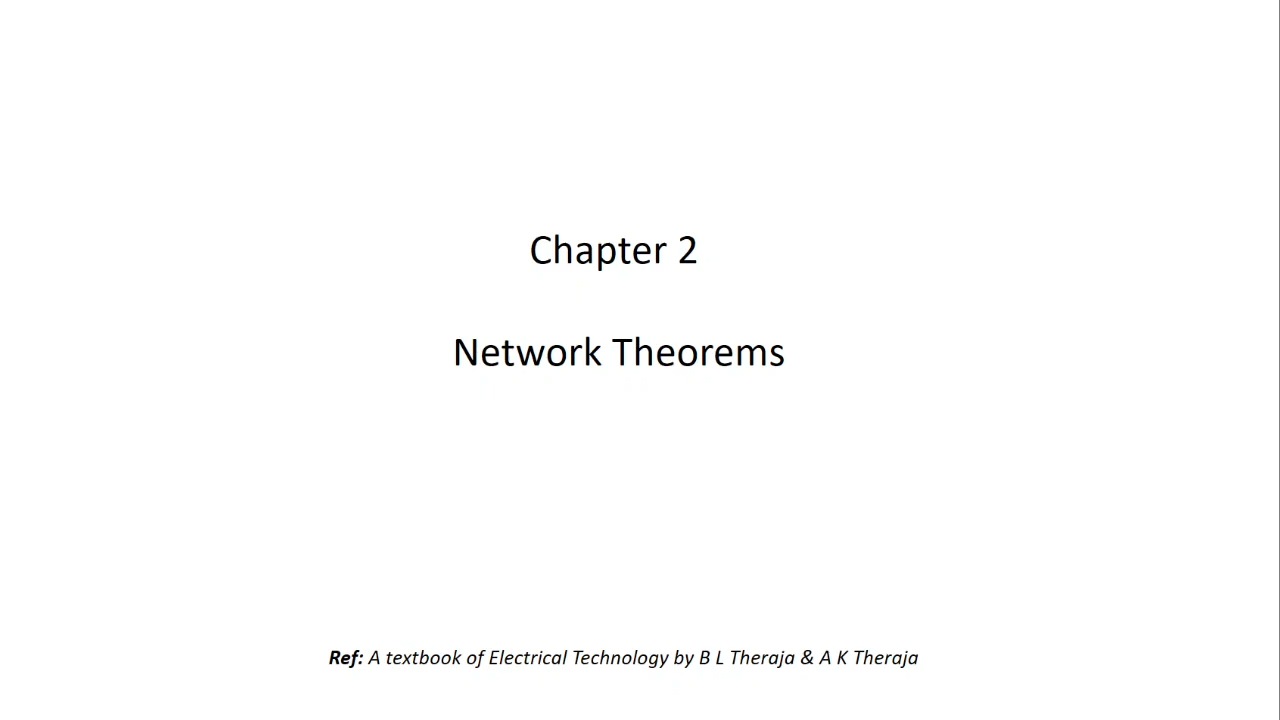 Chapter 2
Network Theorems
Ref: A textbook of Electrical Technology by B L Theraja & A K Theraja